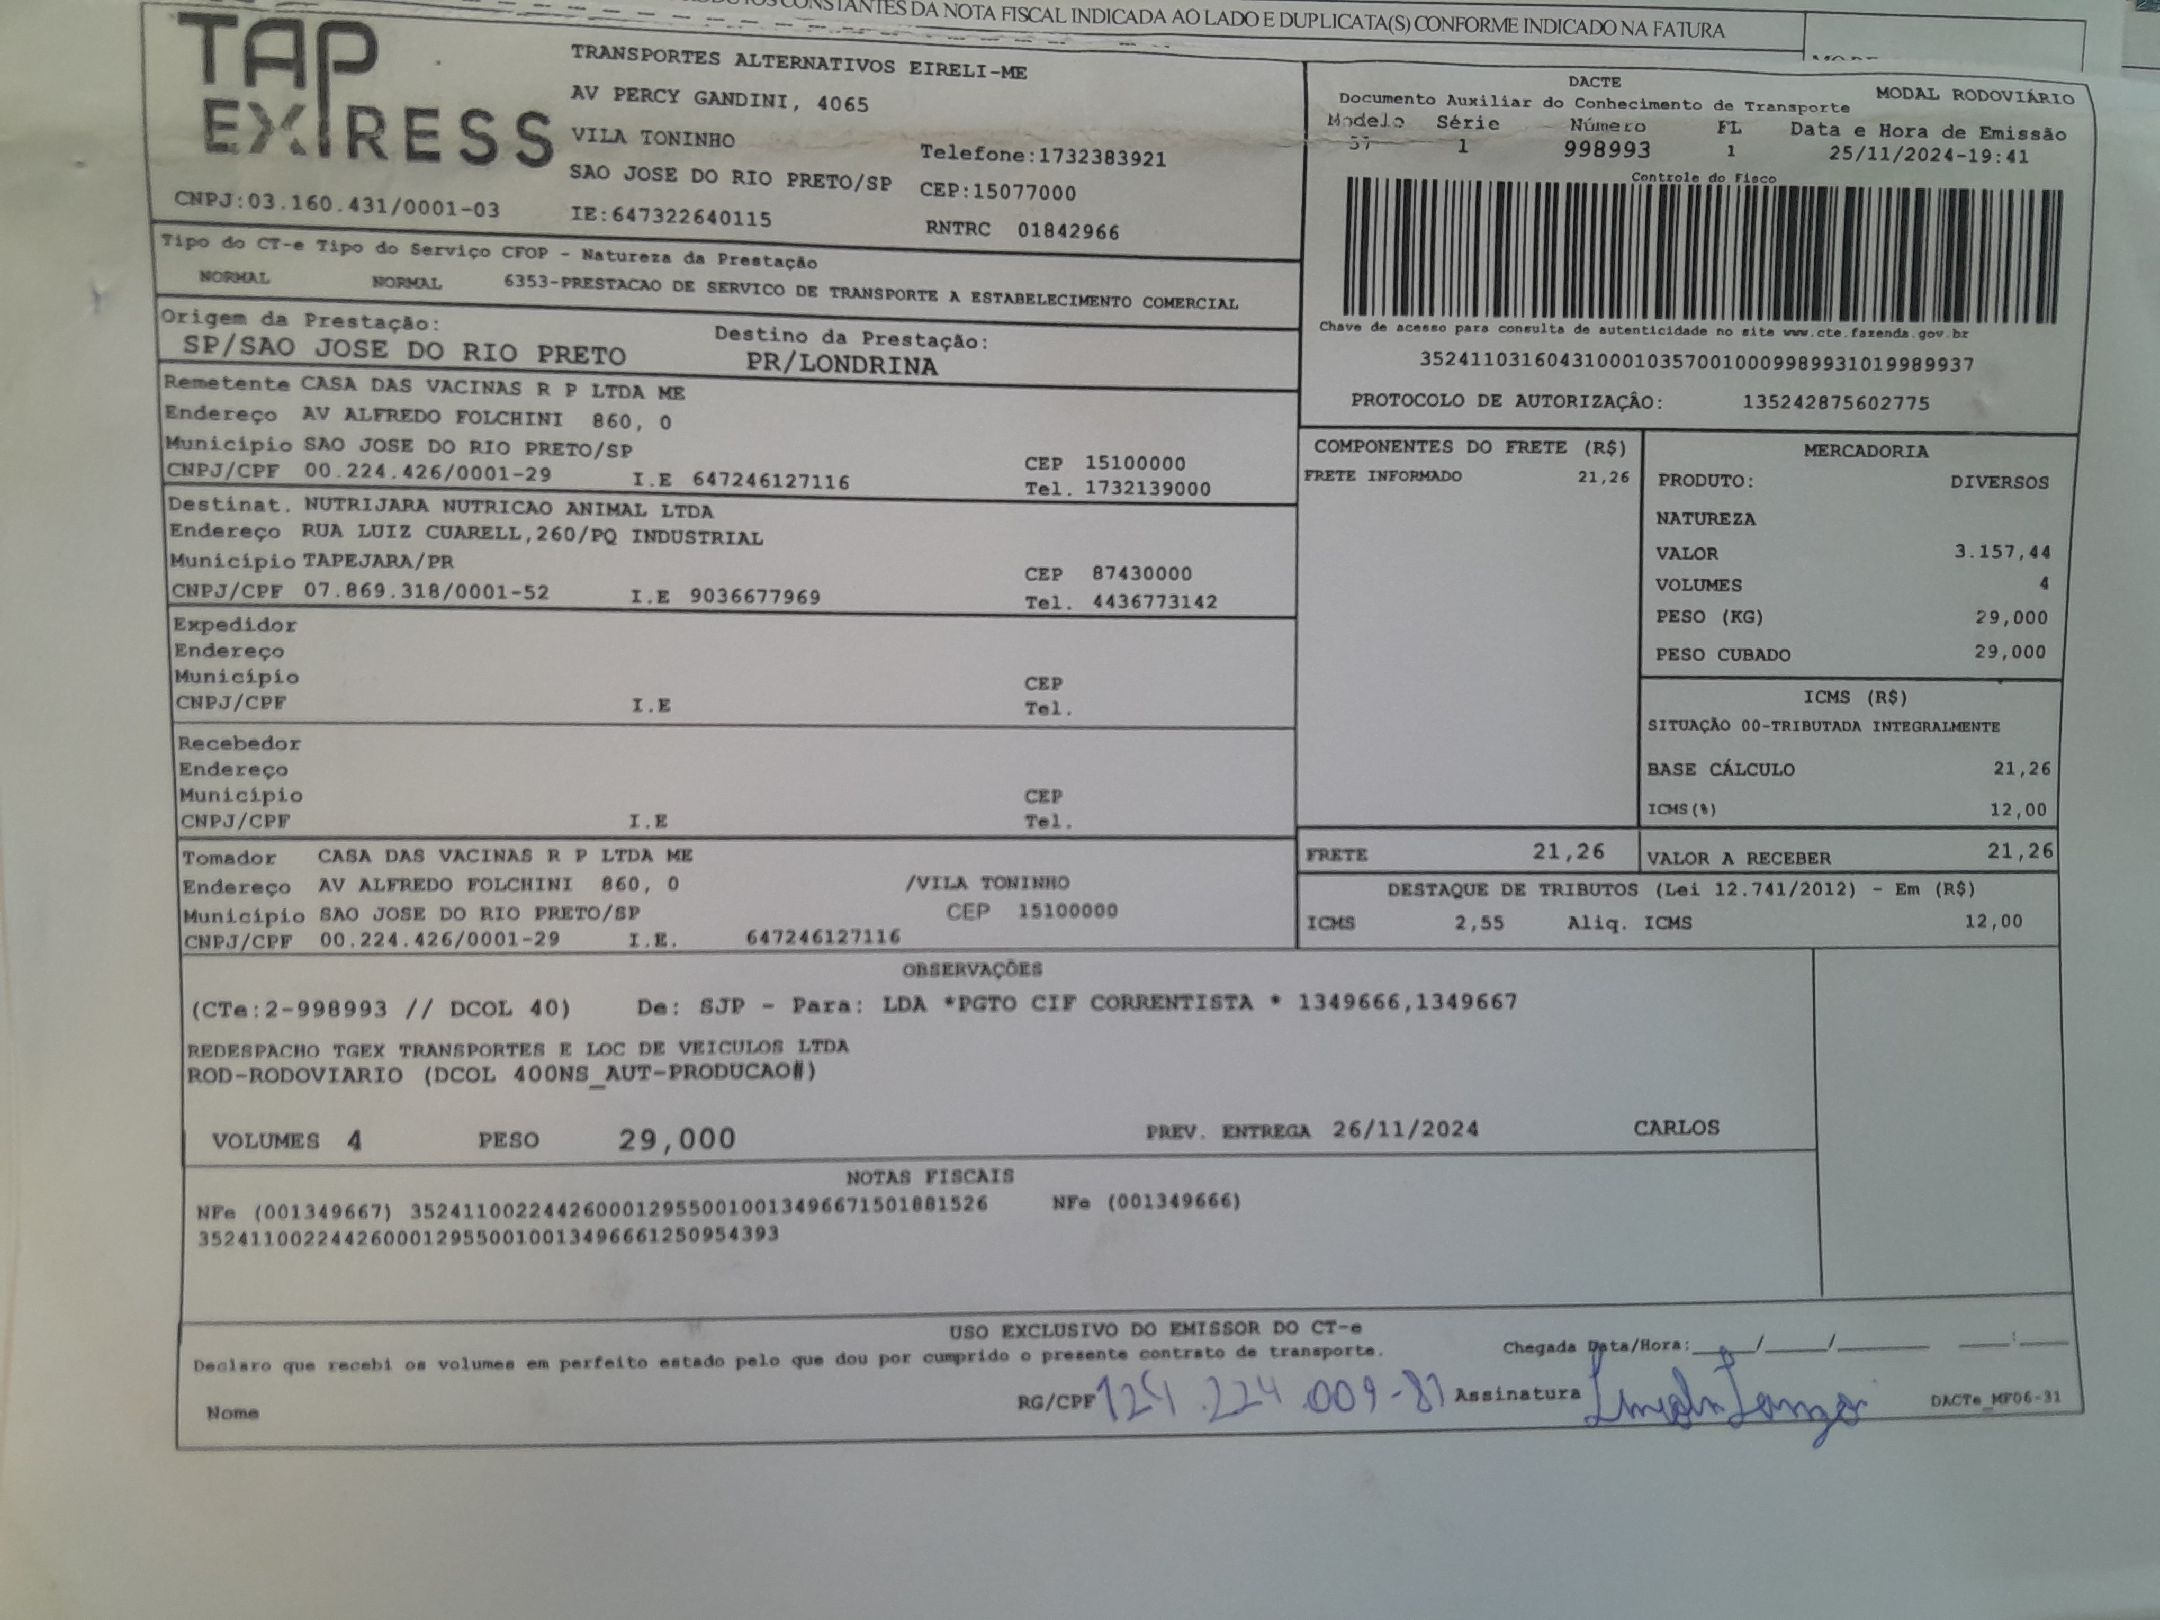 CONSTANTES DA NOTA FISCAL INDICADA AO LADO E DUPLICATA(S) CONFORME INDICADO NA FATURA
TAP EXPRESS
TRANSPORTES ALTERNATIVOS EIRELI-ME
AV PERCY GANDINI, 4065
VILA TONINHO
Telefone:1732383921
SAO JOSE DO RIO PRETO/SP CEP:15077000
CNPJ:03.160.431/0001-03 IE:647322640115 RNTRC 01842966
DACTE MODAL RODOVIÁRIO
Documento Auxiliar do Conhecimento de Transporte
Modelo Série Número FL Data e Hora de Emissão
57 1 998993 1 25/11/2024-19:41
Controle do Fisco
Chave de acesso para consulta de autenticidade no site www.cte.fazenda.gov.br
35241103160431000103570010009989931019989937
PROTOCOLO DE AUTORIZAÇÃO: 135242875602775
Tipo do CT-e Tipo do Serviço CFOP - Natureza da Prestação
NORMAL NORMAL 6353-PRESTACAO DE SERVICO DE TRANSPORTE A ESTABELECIMENTO COMERCIAL
Origem da Prestação: Destino da Prestação:
SP/SAO JOSE DO RIO PRETO PR/LONDRINA
Remetente CASA DAS VACINAS R P LTDA ME
Endereço AV ALFREDO FOLCHINI 860, 0
Município SAO JOSE DO RIO PRETO/SP CEP 15100000
CNPJ/CPF 00.224.426/0001-29 I.E 647246127116 Tel. 1732139000
Destinat. NUTRIJARA NUTRICAO ANIMAL LTDA
Endereço RUA LUIZ CUARELL,260/PQ INDUSTRIAL
Município TAPEJARA/PR CEP 87430000
CNPJ/CPF 07.869.318/0001-52 I.E 9036677969 Tel. 4436773142
Expedidor
Endereço
Município CEP
CNPJ/CPF I.E Tel.
Recebedor
Endereço
Município CEP
CNPJ/CPF I.E Tel.
Tomador CASA DAS VACINAS R P LTDA ME
Endereço AV ALFREDO FOLCHINI 860, 0 /VILA TONINHO
Município SAO JOSE DO RIO PRETO/SP CEP 15100000
CNPJ/CPF 00.224.426/0001-29 I.E. 647246127116
COMPONENTES DO FRETE (R$)
FRETE INFORMADO 21,26
MERCADORIA
PRODUTO: DIVERSOS
NATUREZA
VALOR 3.157,44
VOLUMES 4
PESO (KG) 29,000
PESO CUBADO 29,000
ICMS (R$)
SITUAÇÃO 00-TRIBUTADA INTEGRALMENTE
BASE CÁLCULO 21,26
ICMS(%) 12,00
FRETE 21,26 VALOR A RECEBER 21,26
DESTAQUE DE TRIBUTOS (Lei 12.741/2012) - Em (R$)
ICMS 2,55 Aliq. ICMS 12,00
OBSERVAÇÕES
(CTe:2-998993 // DCOL 40) De: SJP - Para: LDA *PGTO CIF CORRENTISTA * 1349666,1349667
REDESPACHO TGEX TRANSPORTES E LOC DE VEICULOS LTDA
ROD-RODOVIARIO (DCOL 400NS_AUT-PRODUCAO#)
VOLUMES 4 PESO 29,000 PREV. ENTREGA 26/11/2024 CARLOS
NOTAS FISCAIS
NFe (001349667) 35241100224426000129550010013496671501881526 NFe (001349666)
35241100224426000129550010013496661250954393
USO EXCLUSIVO DO EMISSOR DO CT-e
Declaro que recebi os volumes em perfeito estado pelo que dou por cumprido o presente contrato de transporte. Chegada Data/Hora:___/___/_____ ___:___
Nome RG/CPF 124.224.009-81 Assinatura DACTe_MF06-31